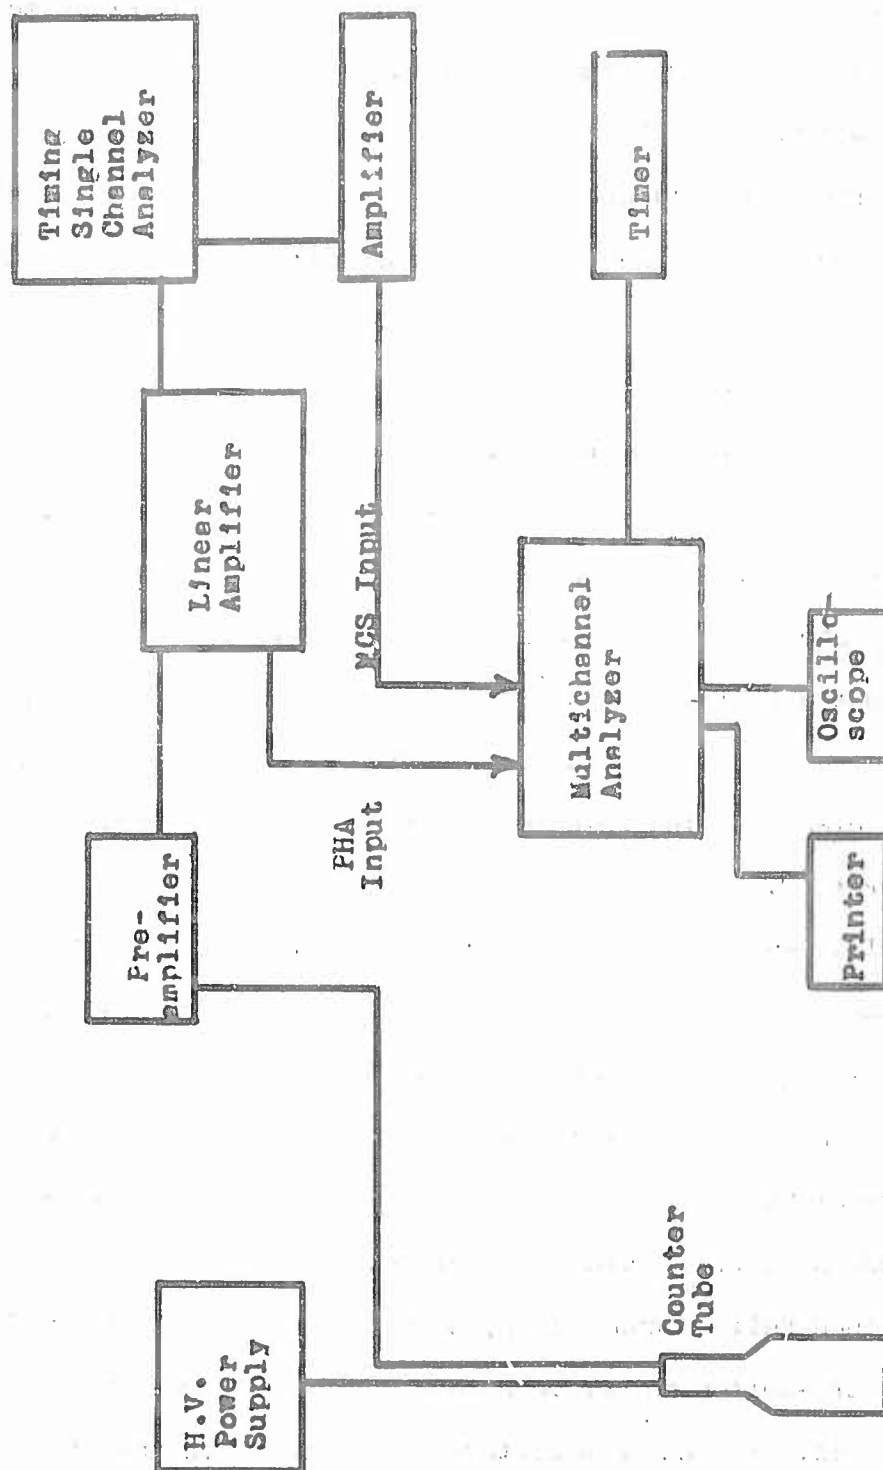 Timing
Single
Channel
Analyzer
Amplifier
Timer
Linear
Amplifier
MCS Input
Pre-
amplifier
PHA
Input
Multichannel
Analyzer
Oscillo-
scope
Printer
H.V.
Power
Supply
Counter
Tube